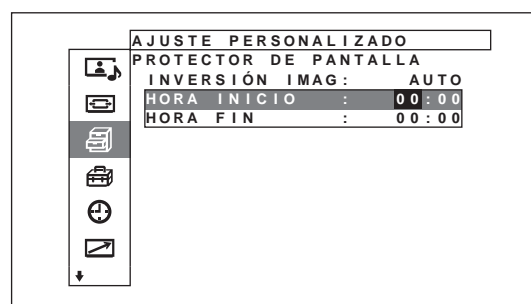 AJUSTE PERSONALIZADO
PROTECTOR DE PANTALLA
INVERSIÓN IMAG: AUTO
HORA INICIO : 00:00
HORA FIN : 00:00